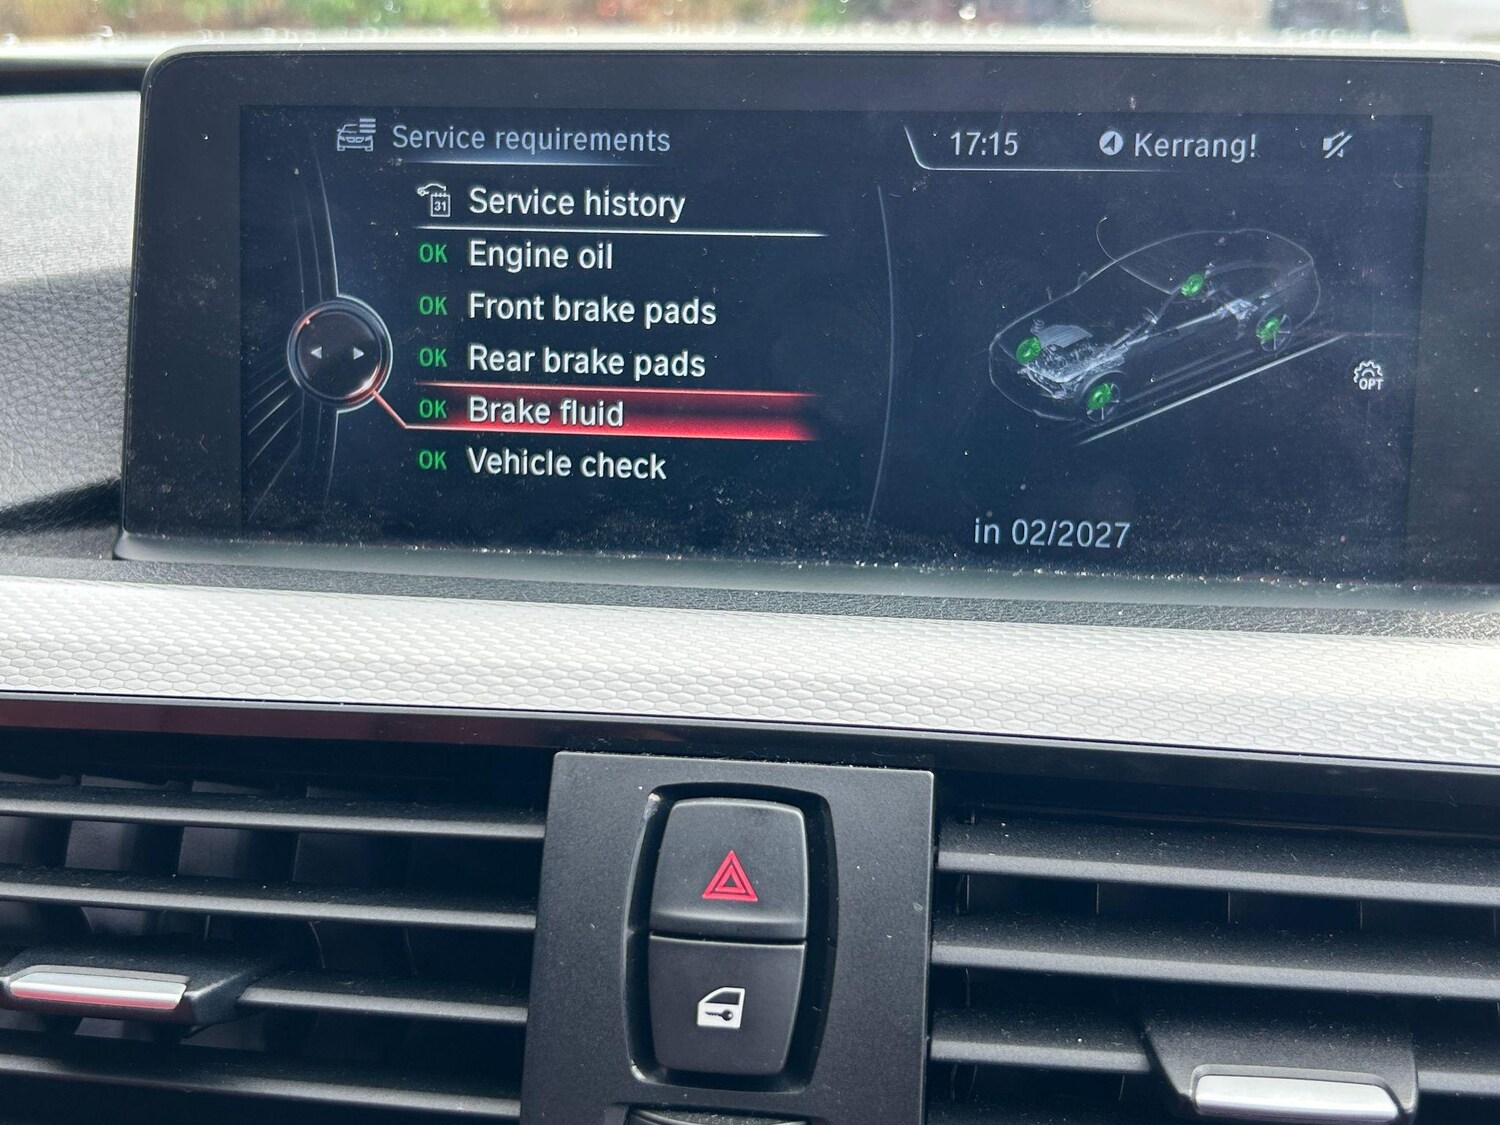 Service requirements
17:15
Kerrang!
31
Service history
OK Engine oil
OK Front brake pads
OK Rear brake pads
OK Brake fluid
OK Vehicle check
OPT
in 02/2027